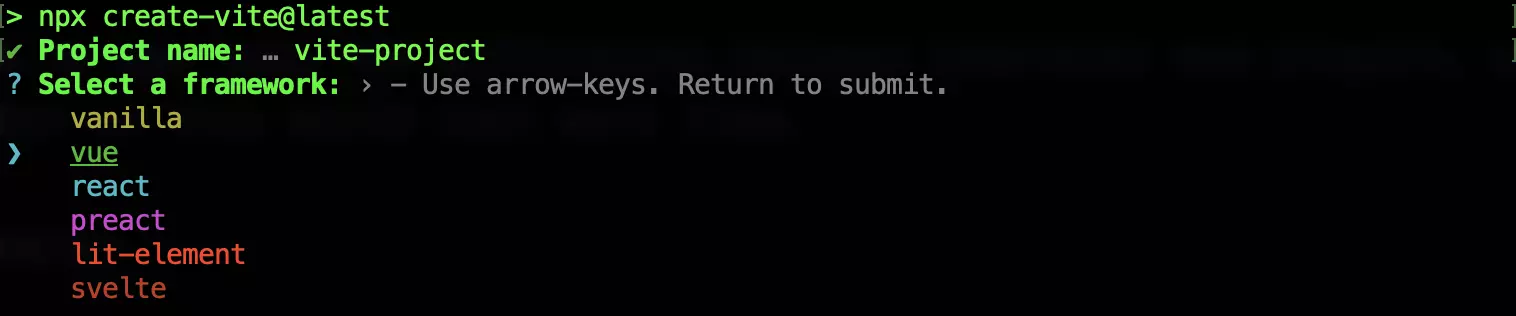 > npx create-vite@latest
✔ Project name: … vite-project
? Select a framework: › - Use arrow-keys. Return to submit.
vanilla
❯ vue
react
preact
lit-element
svelte